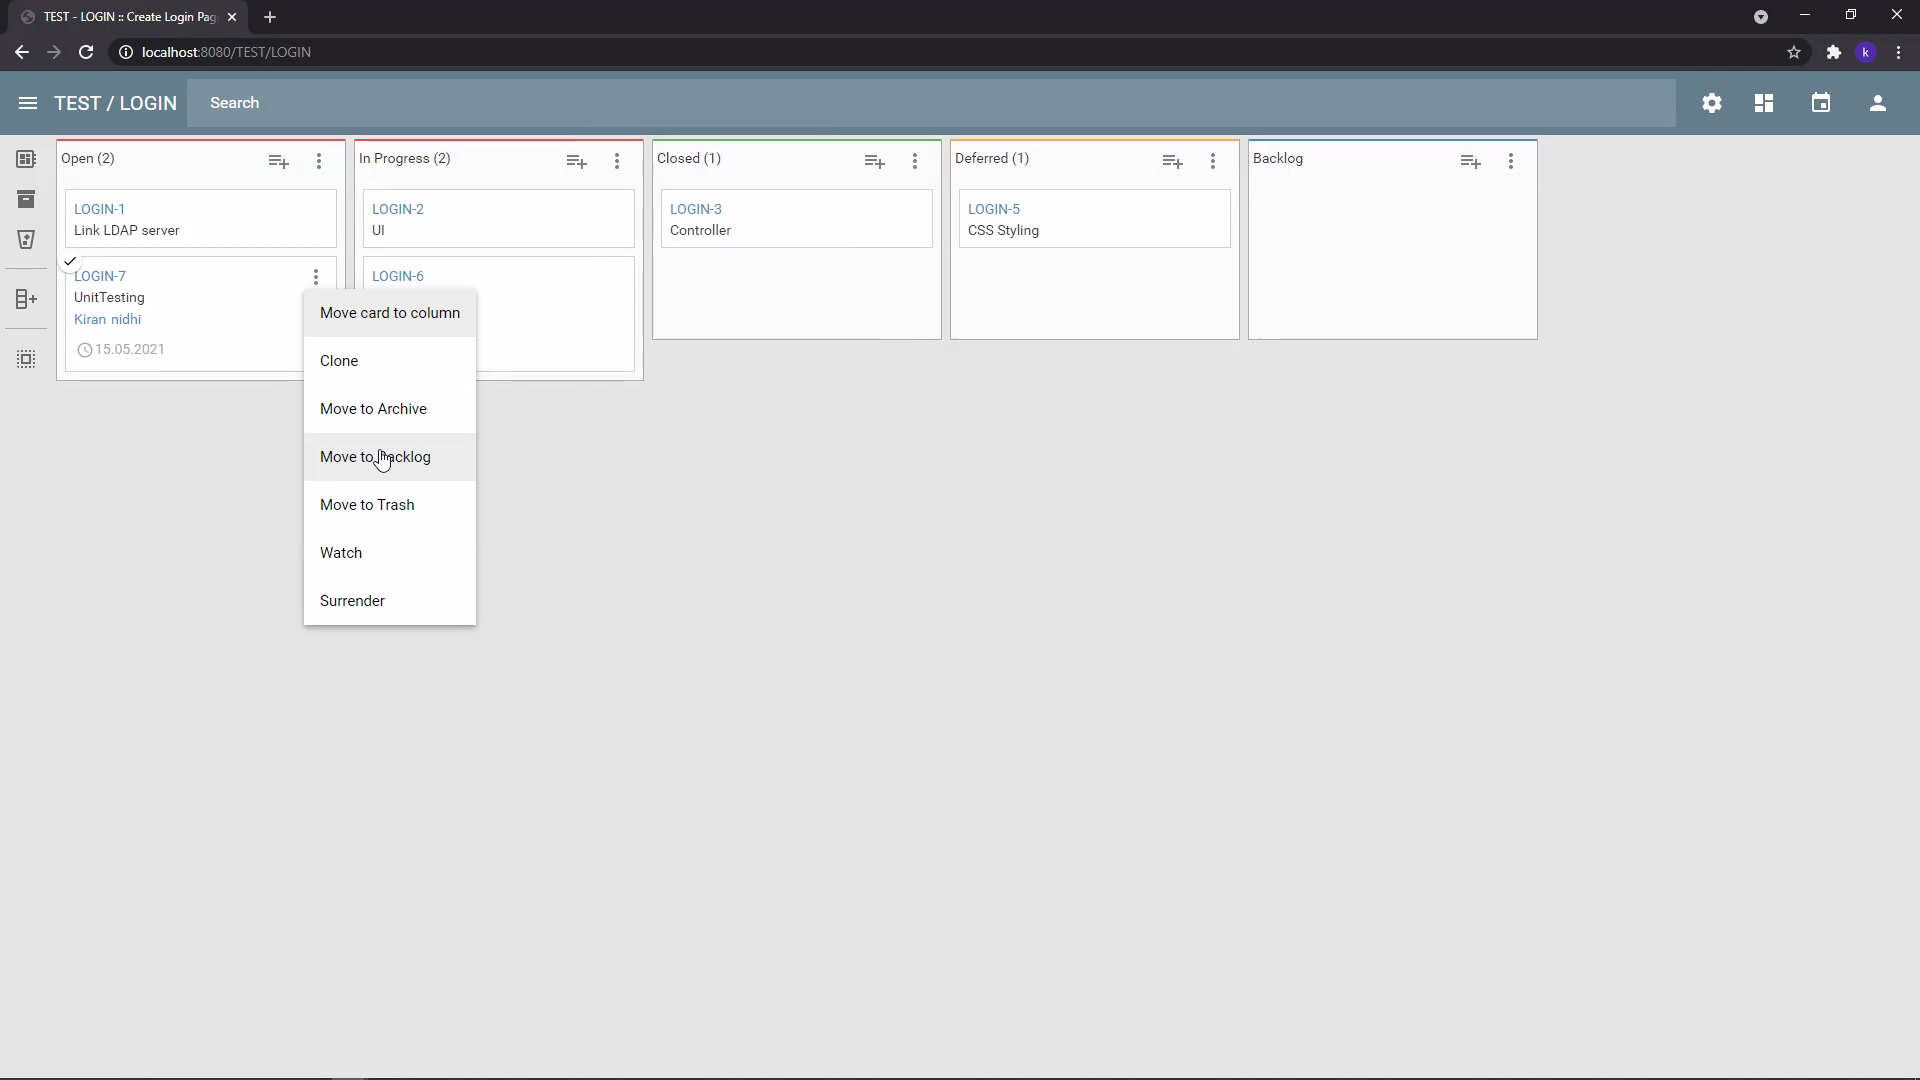 TEST - LOGIN :: Create Login Pag
localhost:8080/TEST/LOGIN
k
TEST / LOGIN
Search
Open (2)
In Progress (2)
Closed (1)
Deferred (1)
Backlog
LOGIN-1
Link LDAP server
LOGIN-2
UI
LOGIN-3
Controller
LOGIN-5
CSS Styling
LOGIN-7
UnitTesting
Kiran nidhi
15.05.2021
LOGIN-6
Move card to column
Clone
Move to Archive
Move to Backlog
Move to Trash
Watch
Surrender